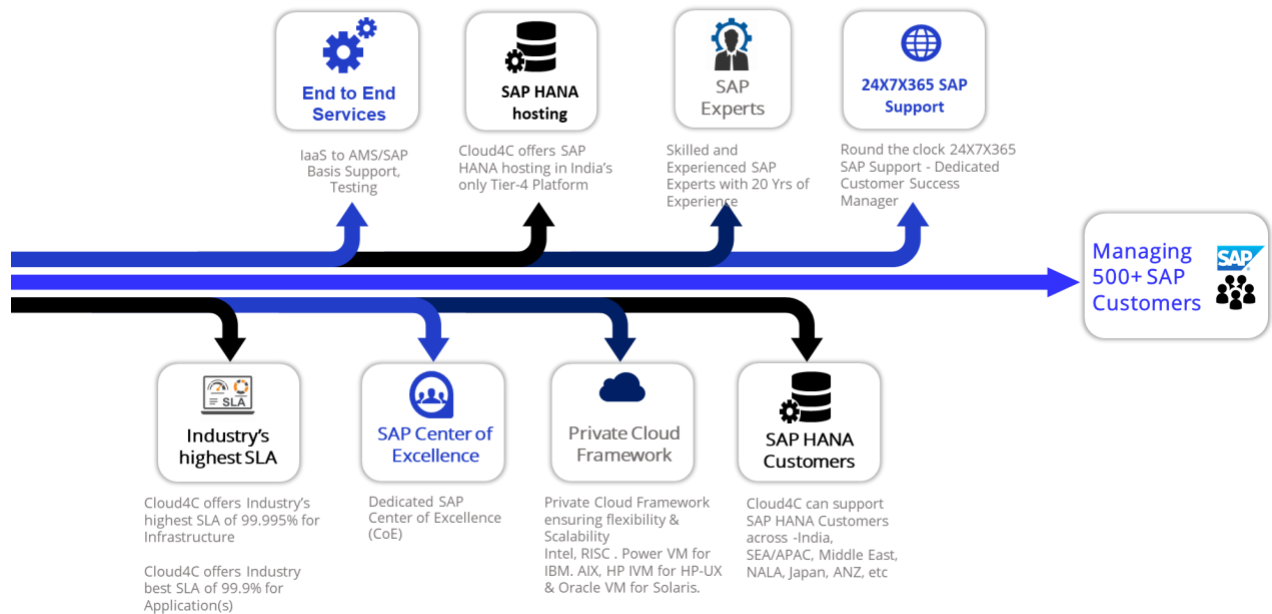 End to End
Services
IaaS to AMS/SAP
Basis Support,
Testing
SAP HANA
hosting
Cloud4C offers SAP
HANA hosting in India's
only Tier-4 Platform
SAP
Experts
Skilled and
Experienced SAP
Experts with 20 Yrs of
Experience
24X7X365 SAP
Support
Round the clock 24X7X365
SAP Support - Dedicated
Customer Success
Manager
Managing
500+ SAP
Customers
SAP
SLA
Industry's
highest SLA
Cloud4C offers Industry's
highest SLA of 99.995% for
Infrastructure
Cloud4C offers Industry
best SLA of 99.9% for
Application(s)
SAP Center of
Excellence
Dedicated SAP
Center of Excellence
(CoE)
Private Cloud
Framework
Private Cloud Framework
ensuring flexibility &
Scalability
Intel, RISC . Power VM for
IBM. AIX, HP IVM for HP-UX
& Oracle VM for Solaris.
SAP HANA
Customers
Cloud4C can support
SAP HANA Customers
across -India,
SEA/APAC, Middle East,
NALA, Japan, ANZ, etc